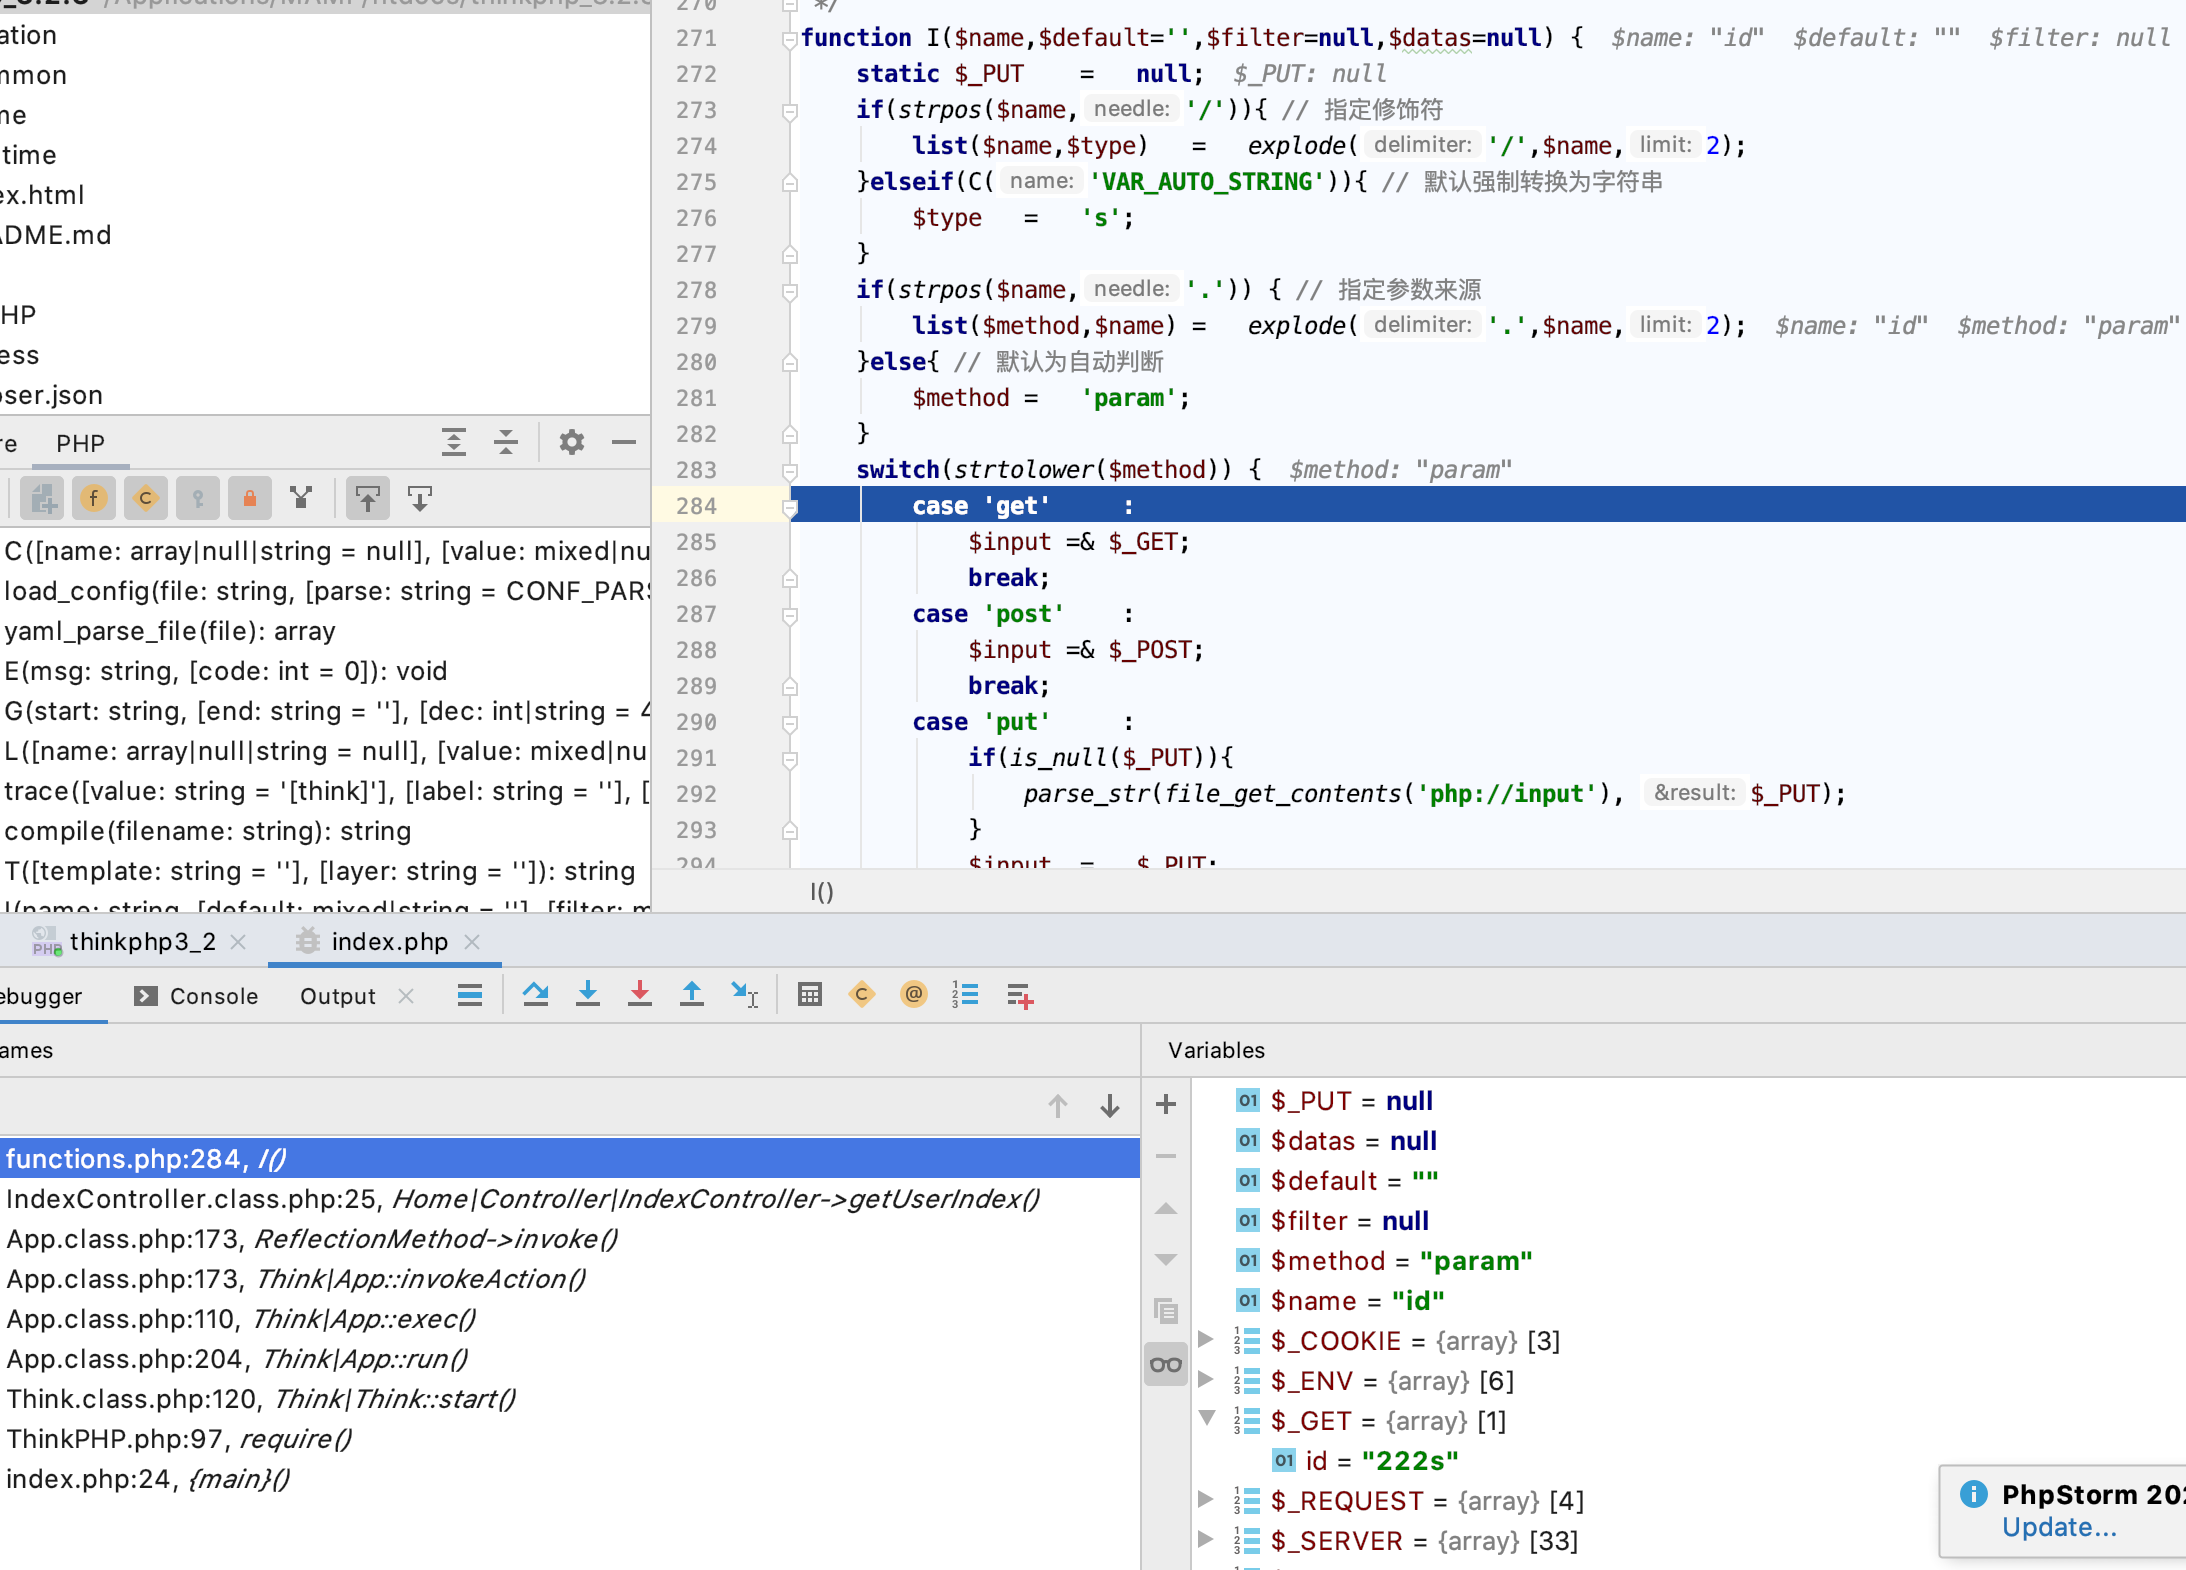 ation
mmon
me
time
ex.html
ADME.md
HP
ess
oser.json
re PHP
C([name: array|null|string = null], [value: mixed|nu
load_config(file: string, [parse: string = CONF_PARS
yaml_parse_file(file): array
E(msg: string, [code: int = 0]): void
G(start: string, [end: string = ''], [dec: int|string = 4
L([name: array|null|string = null], [value: mixed|nu
trace([value: string = '[think]'], [label: string = ''], [
compile(filename: string): string
T([template: string = ''], [layer: string = '']): string
I(name: string, [default: mixed|string = ''], [filter: m
270 */
271 function I($name,$default='',$filter=null,$datas=null) { $name: "id" $default: "" $filter: null
272 static $_PUT = null; $_PUT: null
273 if(strpos($name, needle: '/')){ // 指定修饰符
274 list($name,$type) = explode( delimiter: '/',$name, limit: 2);
275 }elseif(C( name: 'VAR_AUTO_STRING')){ // 默认强制转换为字符串
276 $type = 's';
277 }
278 if(strpos($name, needle: '.')) { // 指定参数来源
279 list($method,$name) = explode( delimiter: '.',$name, limit: 2); $name: "id" $method: "param"
280 }else{ // 默认为自动判断
281 $method = 'param';
282 }
283 switch(strtolower($method)) { $method: "param"
284 case 'get' :
285 $input =& $_GET;
286 break;
287 case 'post' :
288 $input =& $_POST;
289 break;
290 case 'put' :
291 if(is_null($_PUT)){
292 parse_str(file_get_contents('php://input'), &result: $_PUT);
293 }
294 $input = $_PUT;
I()
thinkphp3_2 index.php
ebugger Console Output
ames
functions.php:284, I()
IndexController.class.php:25, Home|Controller|IndexController->getUserIndex()
App.class.php:173, ReflectionMethod->invoke()
App.class.php:173, Think|App::invokeAction()
App.class.php:110, Think|App::exec()
App.class.php:204, Think|App::run()
Think.class.php:120, Think|Think::start()
ThinkPHP.php:97, require()
index.php:24, {main}()
Variables
$_PUT = null
$datas = null
$default = ""
$filter = null
$method = "param"
$name = "id"
$_COOKIE = {array} [3]
$_ENV = {array} [6]
$_GET = {array} [1]
id = "222s"
$_REQUEST = {array} [4]
$_SERVER = {array} [33]
PhpStorm 202
Update...